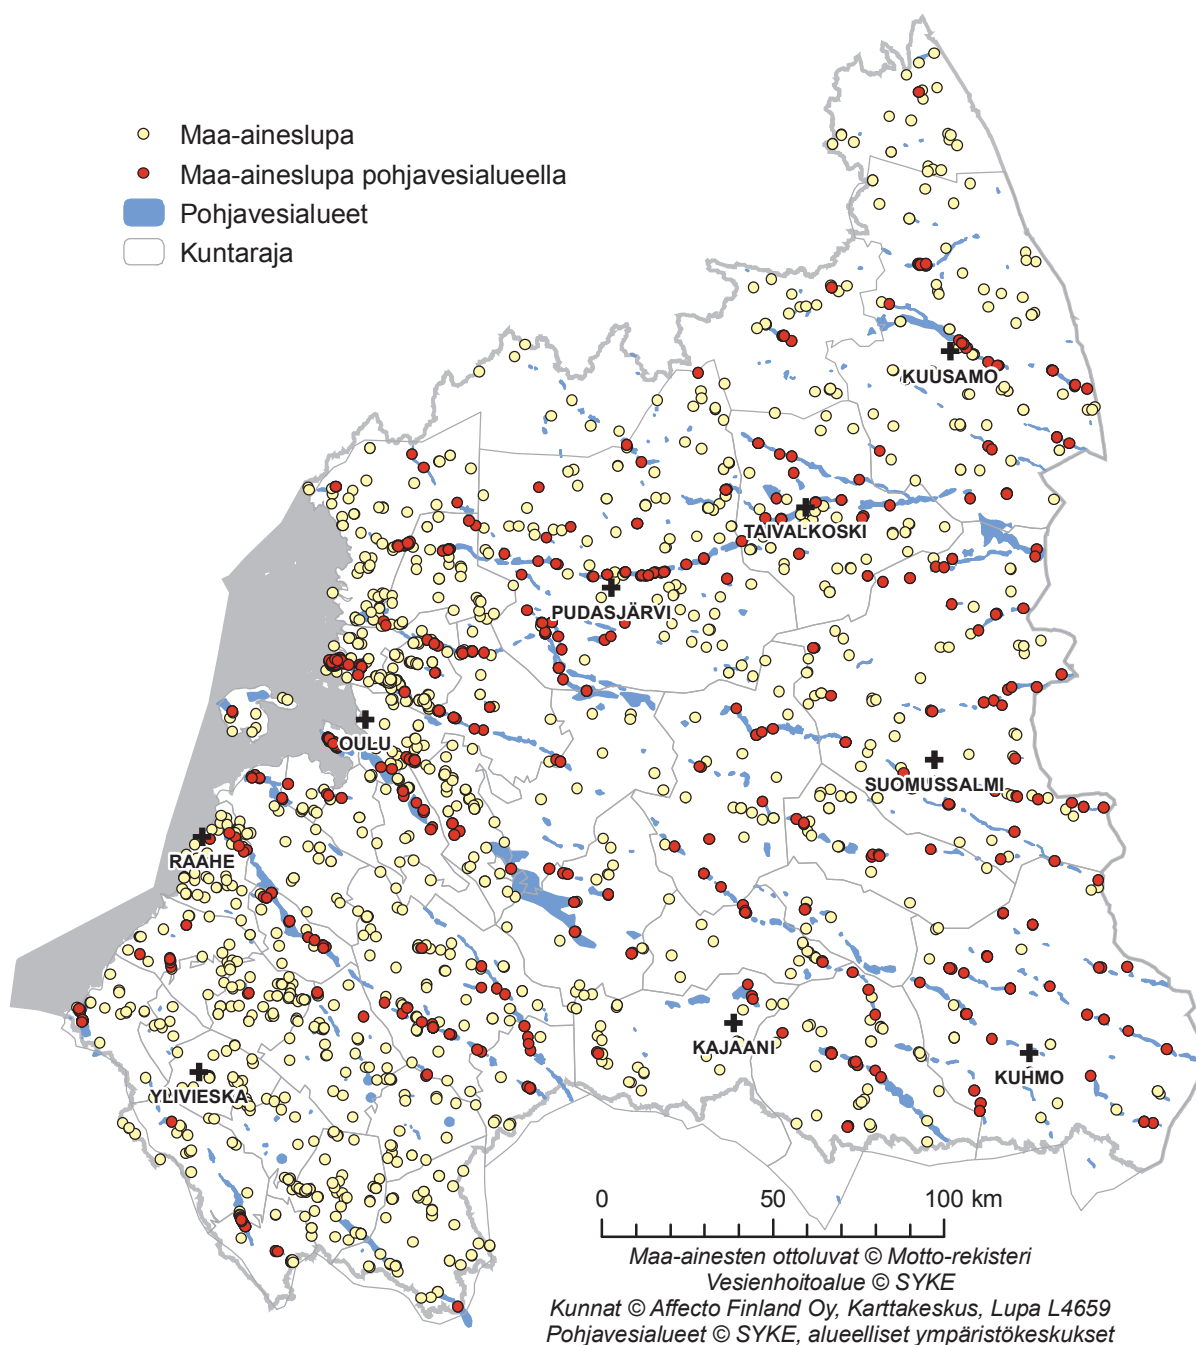 Maa-aineslupa
Maa-aineslupa pohjavesialueella
Pohjavesialueet
Kuntaraja
KUUSAMO
TAIVALKOSKI
PUDASJÄRVI
OULU
SUOMUSSALMI
RAAHE
KAJAANI
KUHMO
YLIVIESKA
0 50 100 km
Maa-ainesten ottoluvat © Motto-rekisteri
Vesienhoitoalue © SYKE
Kunnat © Affecto Finland Oy, Karttakeskus, Lupa L4659
Pohjavesialueet © SYKE, alueelliset ympäristökeskukset